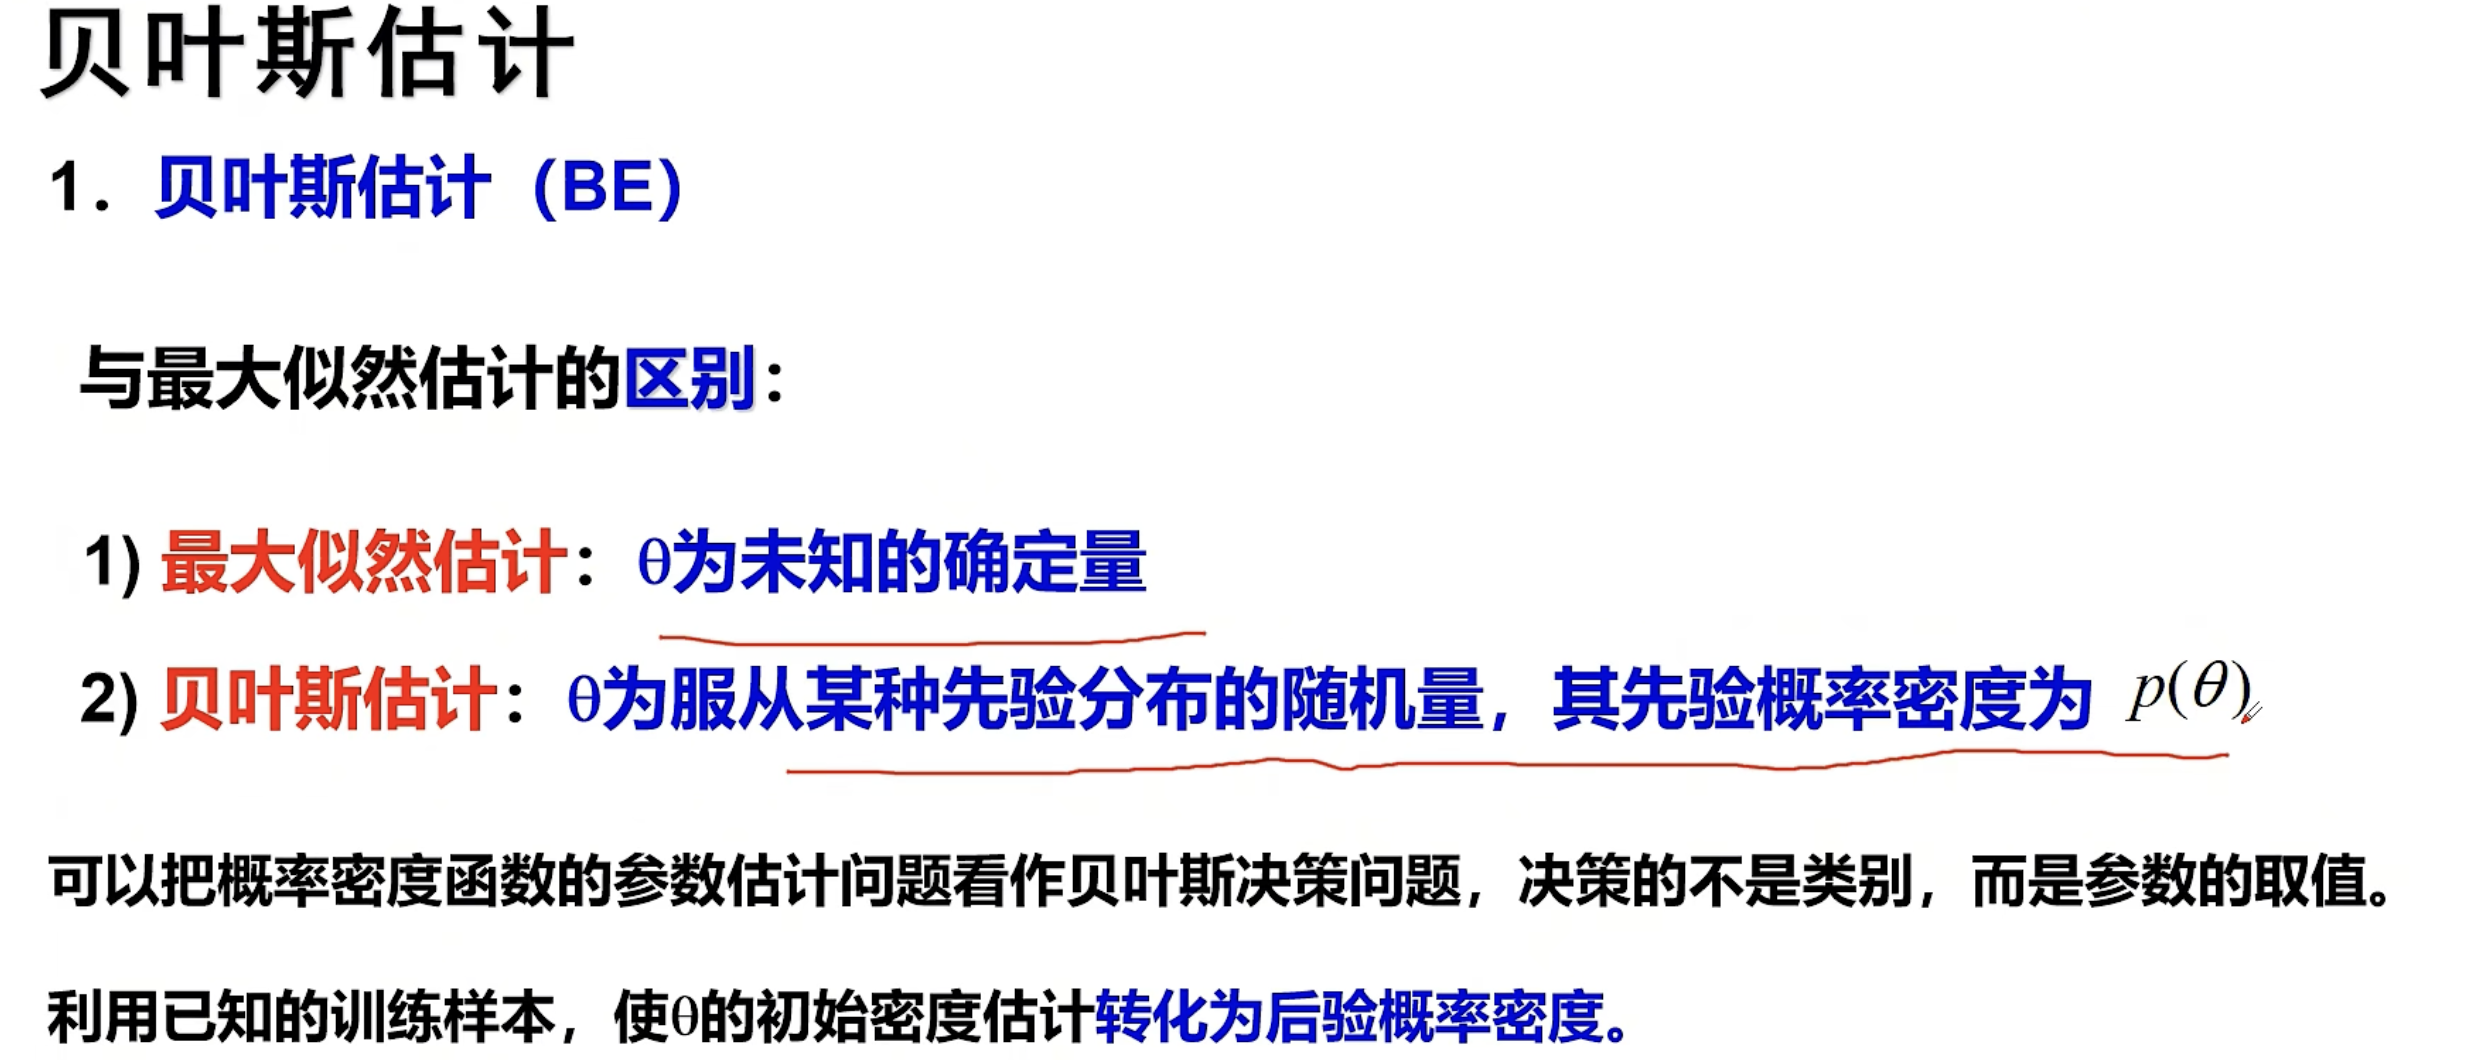 贝叶斯估计
1. 贝叶斯估计（BE）
与最大似然估计的区别：
1) 最大似然估计：θ为未知的确定量
2) 贝叶斯估计：θ为服从某种先验分布的随机量，其先验概率密度为 p(θ)
可以把概率密度函数的参数估计问题看作贝叶斯决策问题，决策的不是类别，而是参数的取值。
利用已知的训练样本，使θ的初始密度估计转化为后验概率密度。